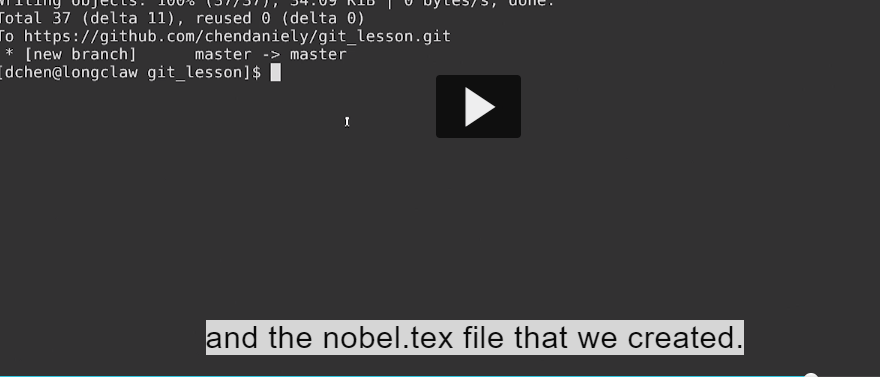 Writing objects: 100% (37/37), 34.09 KiB | 0 bytes/s, done.
Total 37 (delta 11), reused 0 (delta 0)
To https://github.com/chendaniely/git_lesson.git
* [new branch] master -> master
[dchen@longclaw git_lesson]$
and the nobel.tex file that we created.